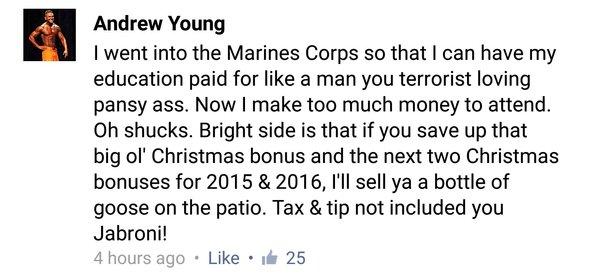 Andrew Young
I went into the Marines Corps so that I can have my
education paid for like a man you terrorist loving
pansy ass. Now I make too much money to attend.
Oh shucks. Bright side is that if you save up that
big ol' Christmas bonus and the next two Christmas
bonuses for 2015 & 2016, I'll sell ya a bottle of
goose on the patio. Tax & tip not included you
Jabroni!
4 hours ago • Like • 25